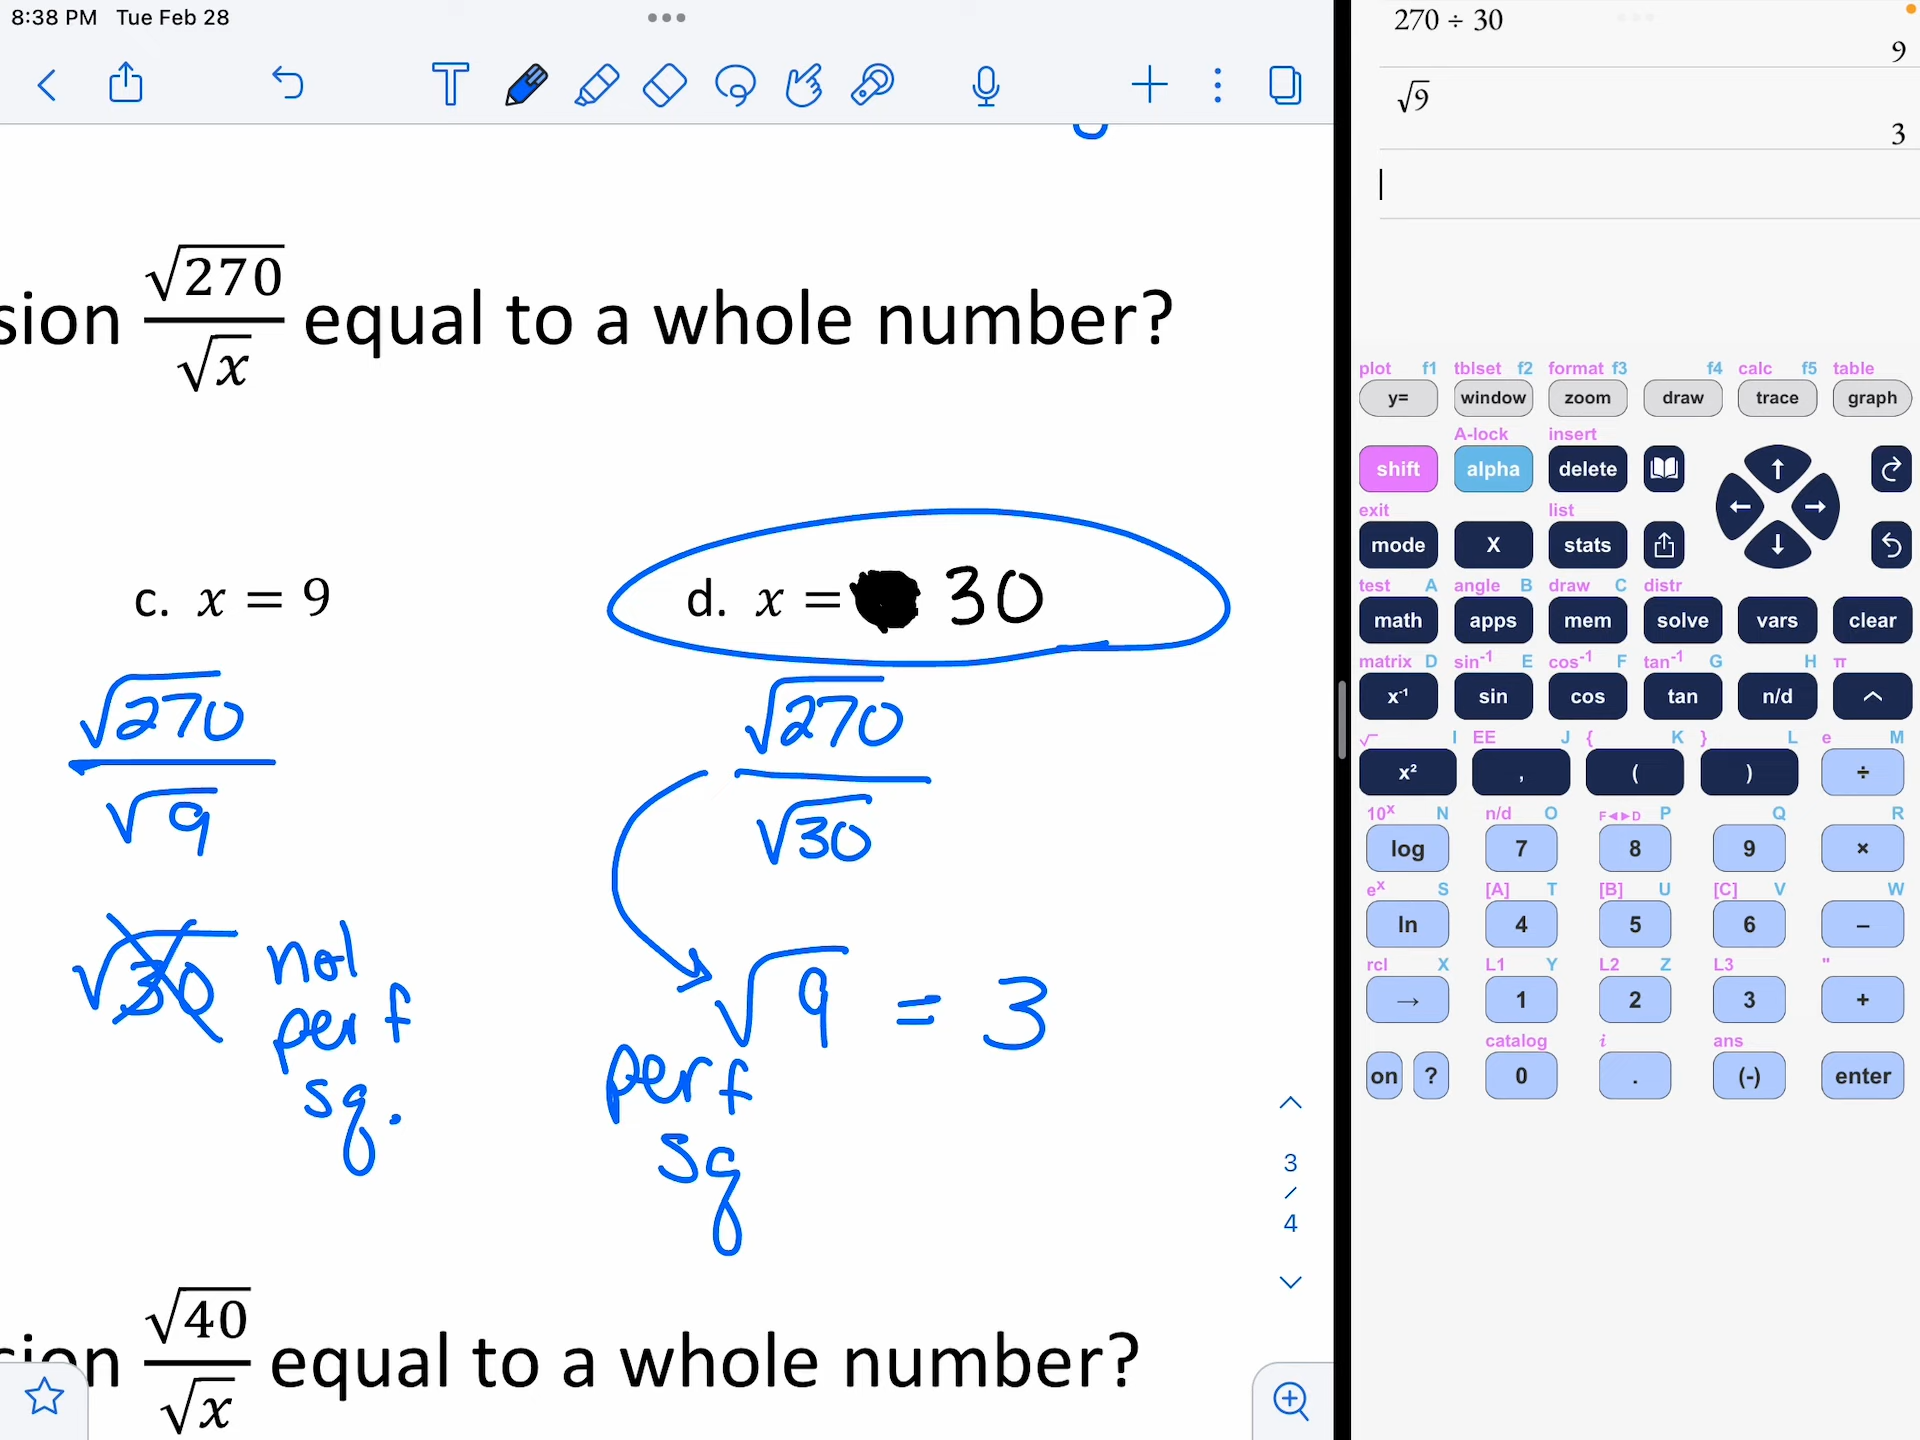 8:38 PM Tue Feb 28
sion √270/√x equal to a whole number?
c. x = 9
d. x = 30
√270
√9
√30
not
perf
sq.
√270
√30
√9 = 3
perf
sq
3
/
4
√40/√x equal to a whole number?
270 ÷ 30
9
√9
3
plot f1 tblset f2 format f3 f4 calc f5 table
y= window zoom draw trace graph
A-lock insert
shift alpha delete
exit list
mode X stats
test A angle B draw C distr
math apps mem solve vars clear
matrix D sin⁻¹ E cos⁻¹ F tan⁻¹ G H π
x⁻¹ sin cos tan n/d ^
√ I EE J { K } L e M
x² , ( ) ÷
10ˣ N n/d O F◄►D P Q R
log 7 8 9 ×
eˣ S [A] T [B] U [C] V W
ln 4 5 6 −
rcl X L1 Y L2 Z L3 "
→ 1 2 3 +
catalog i ans
on ? 0 . (-) enter